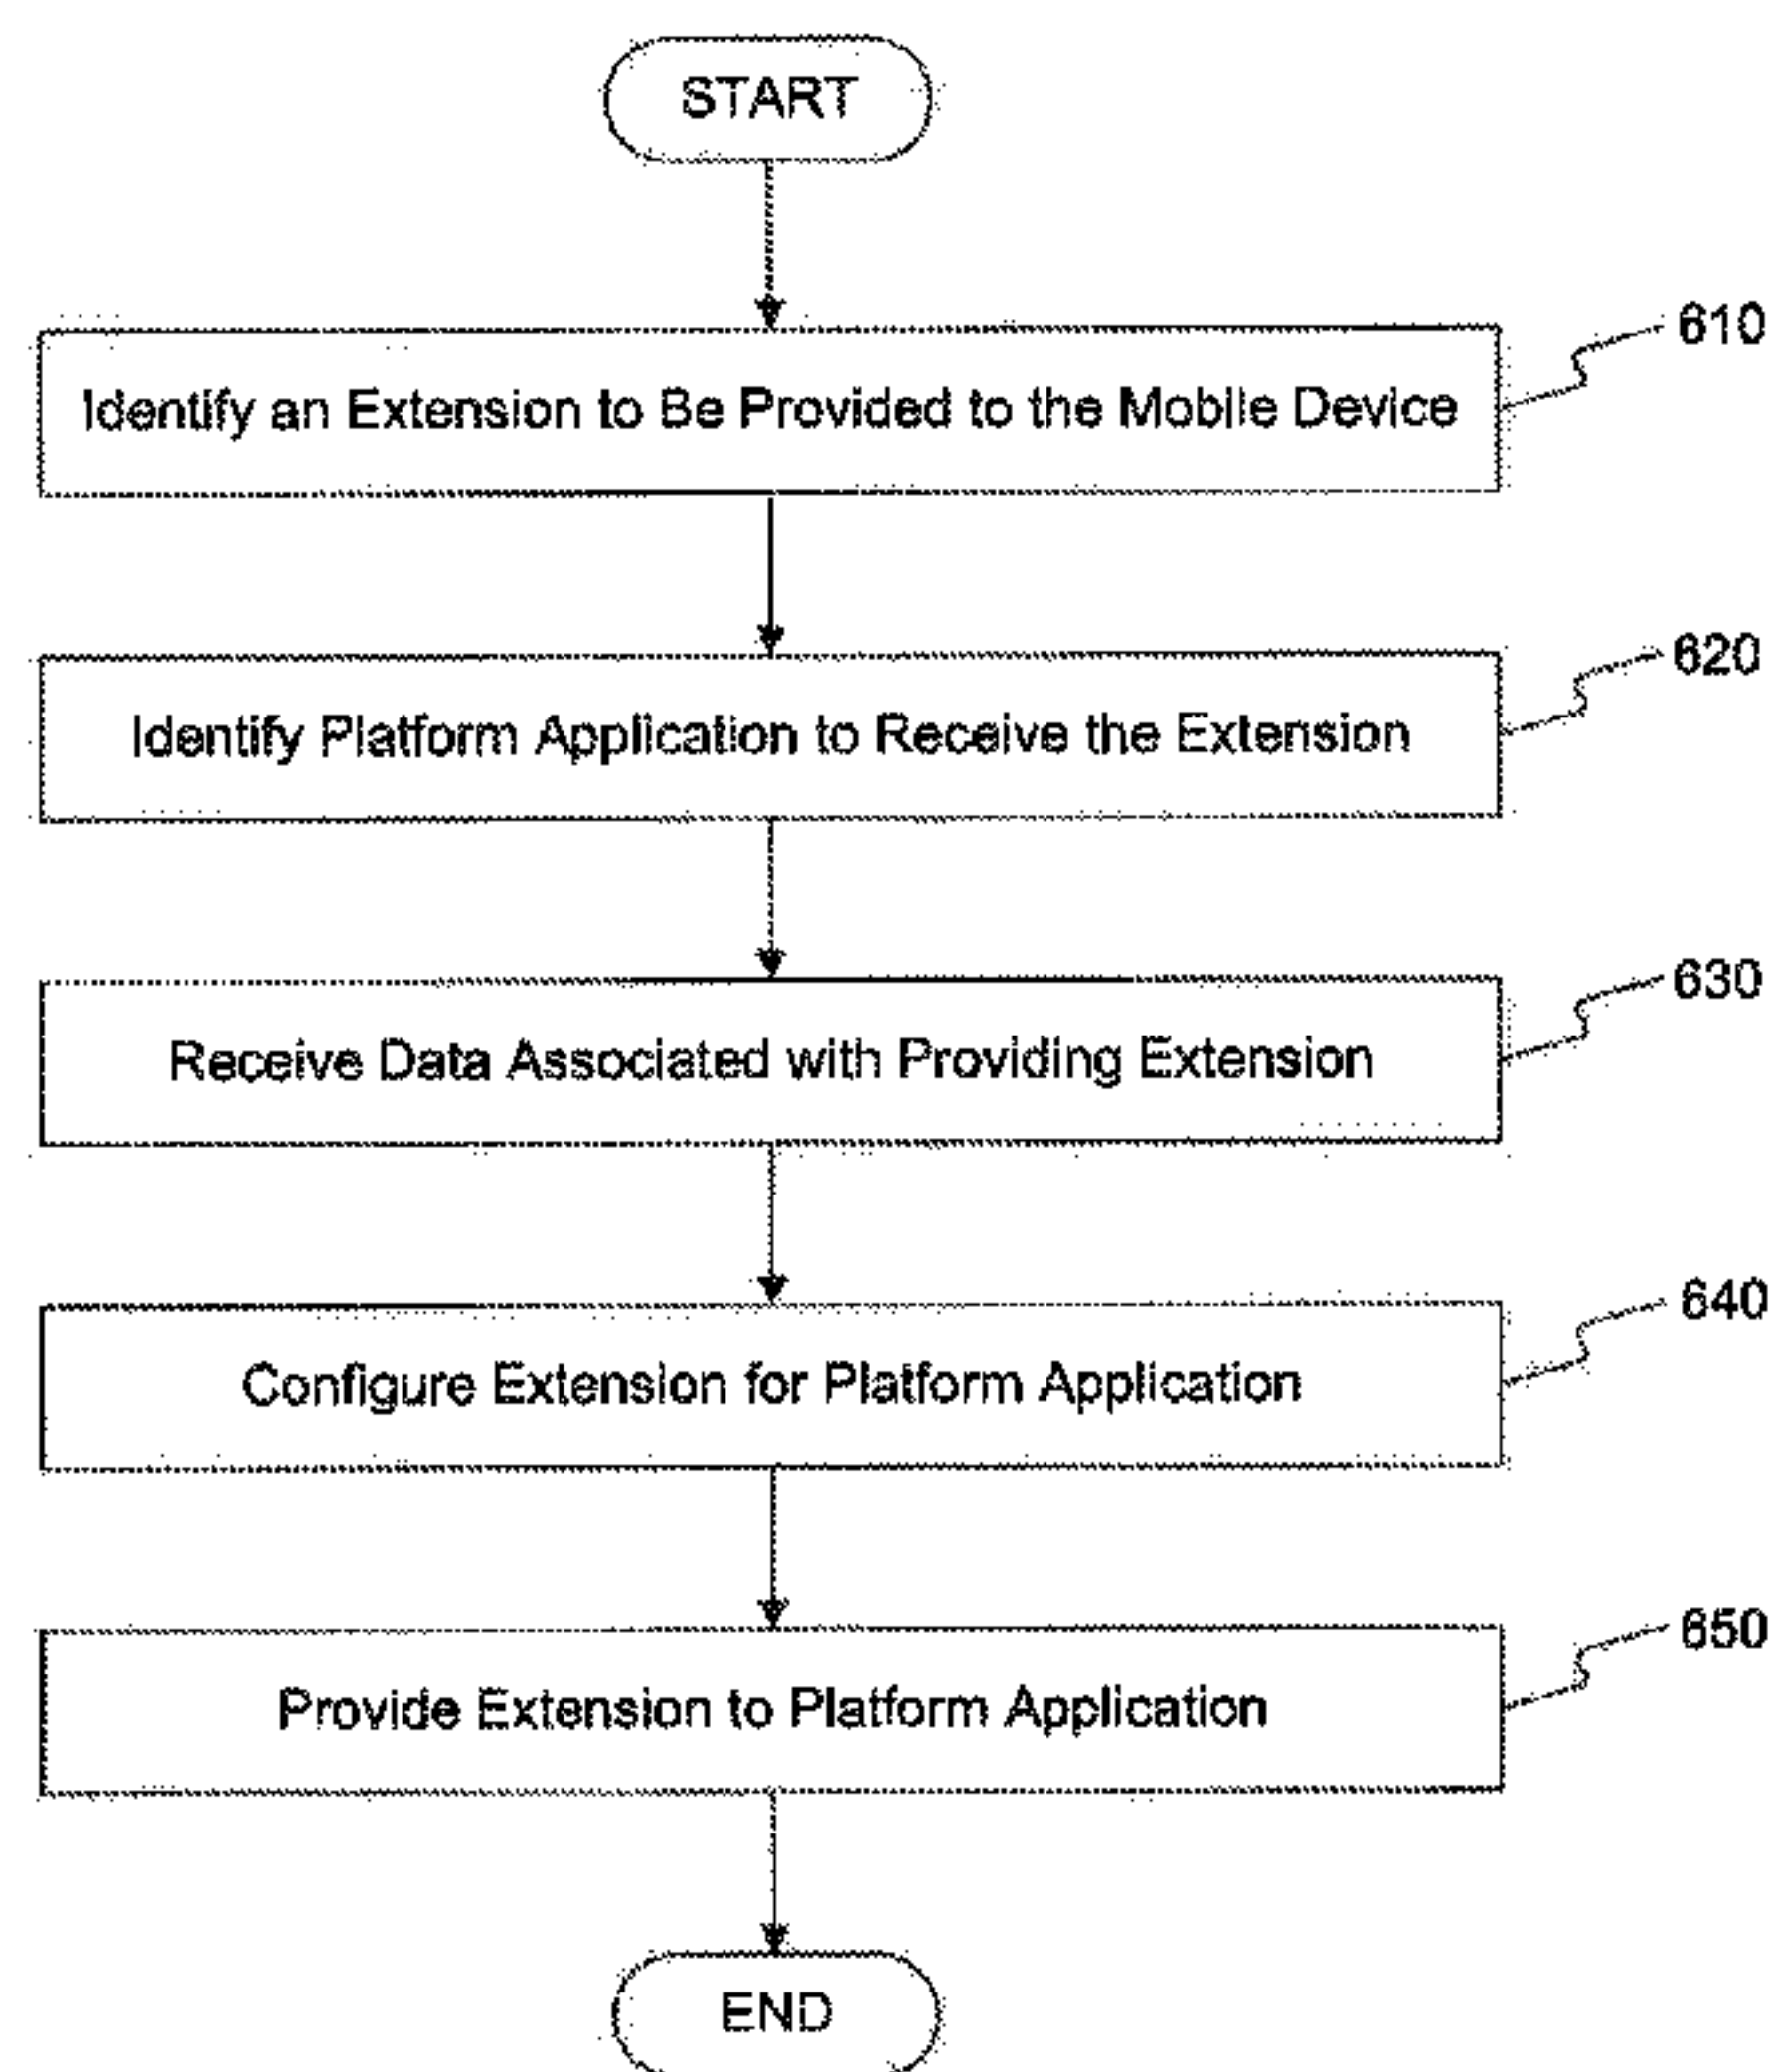 START
610
Identify an Extension to Be Provided to the Mobile Device
620
Identify Platform Application to Receive the Extension
630
Receive Data Associated with Providing Extension
640
Configure Extension for Platform Application
650
Provide Extension to Platform Application
END